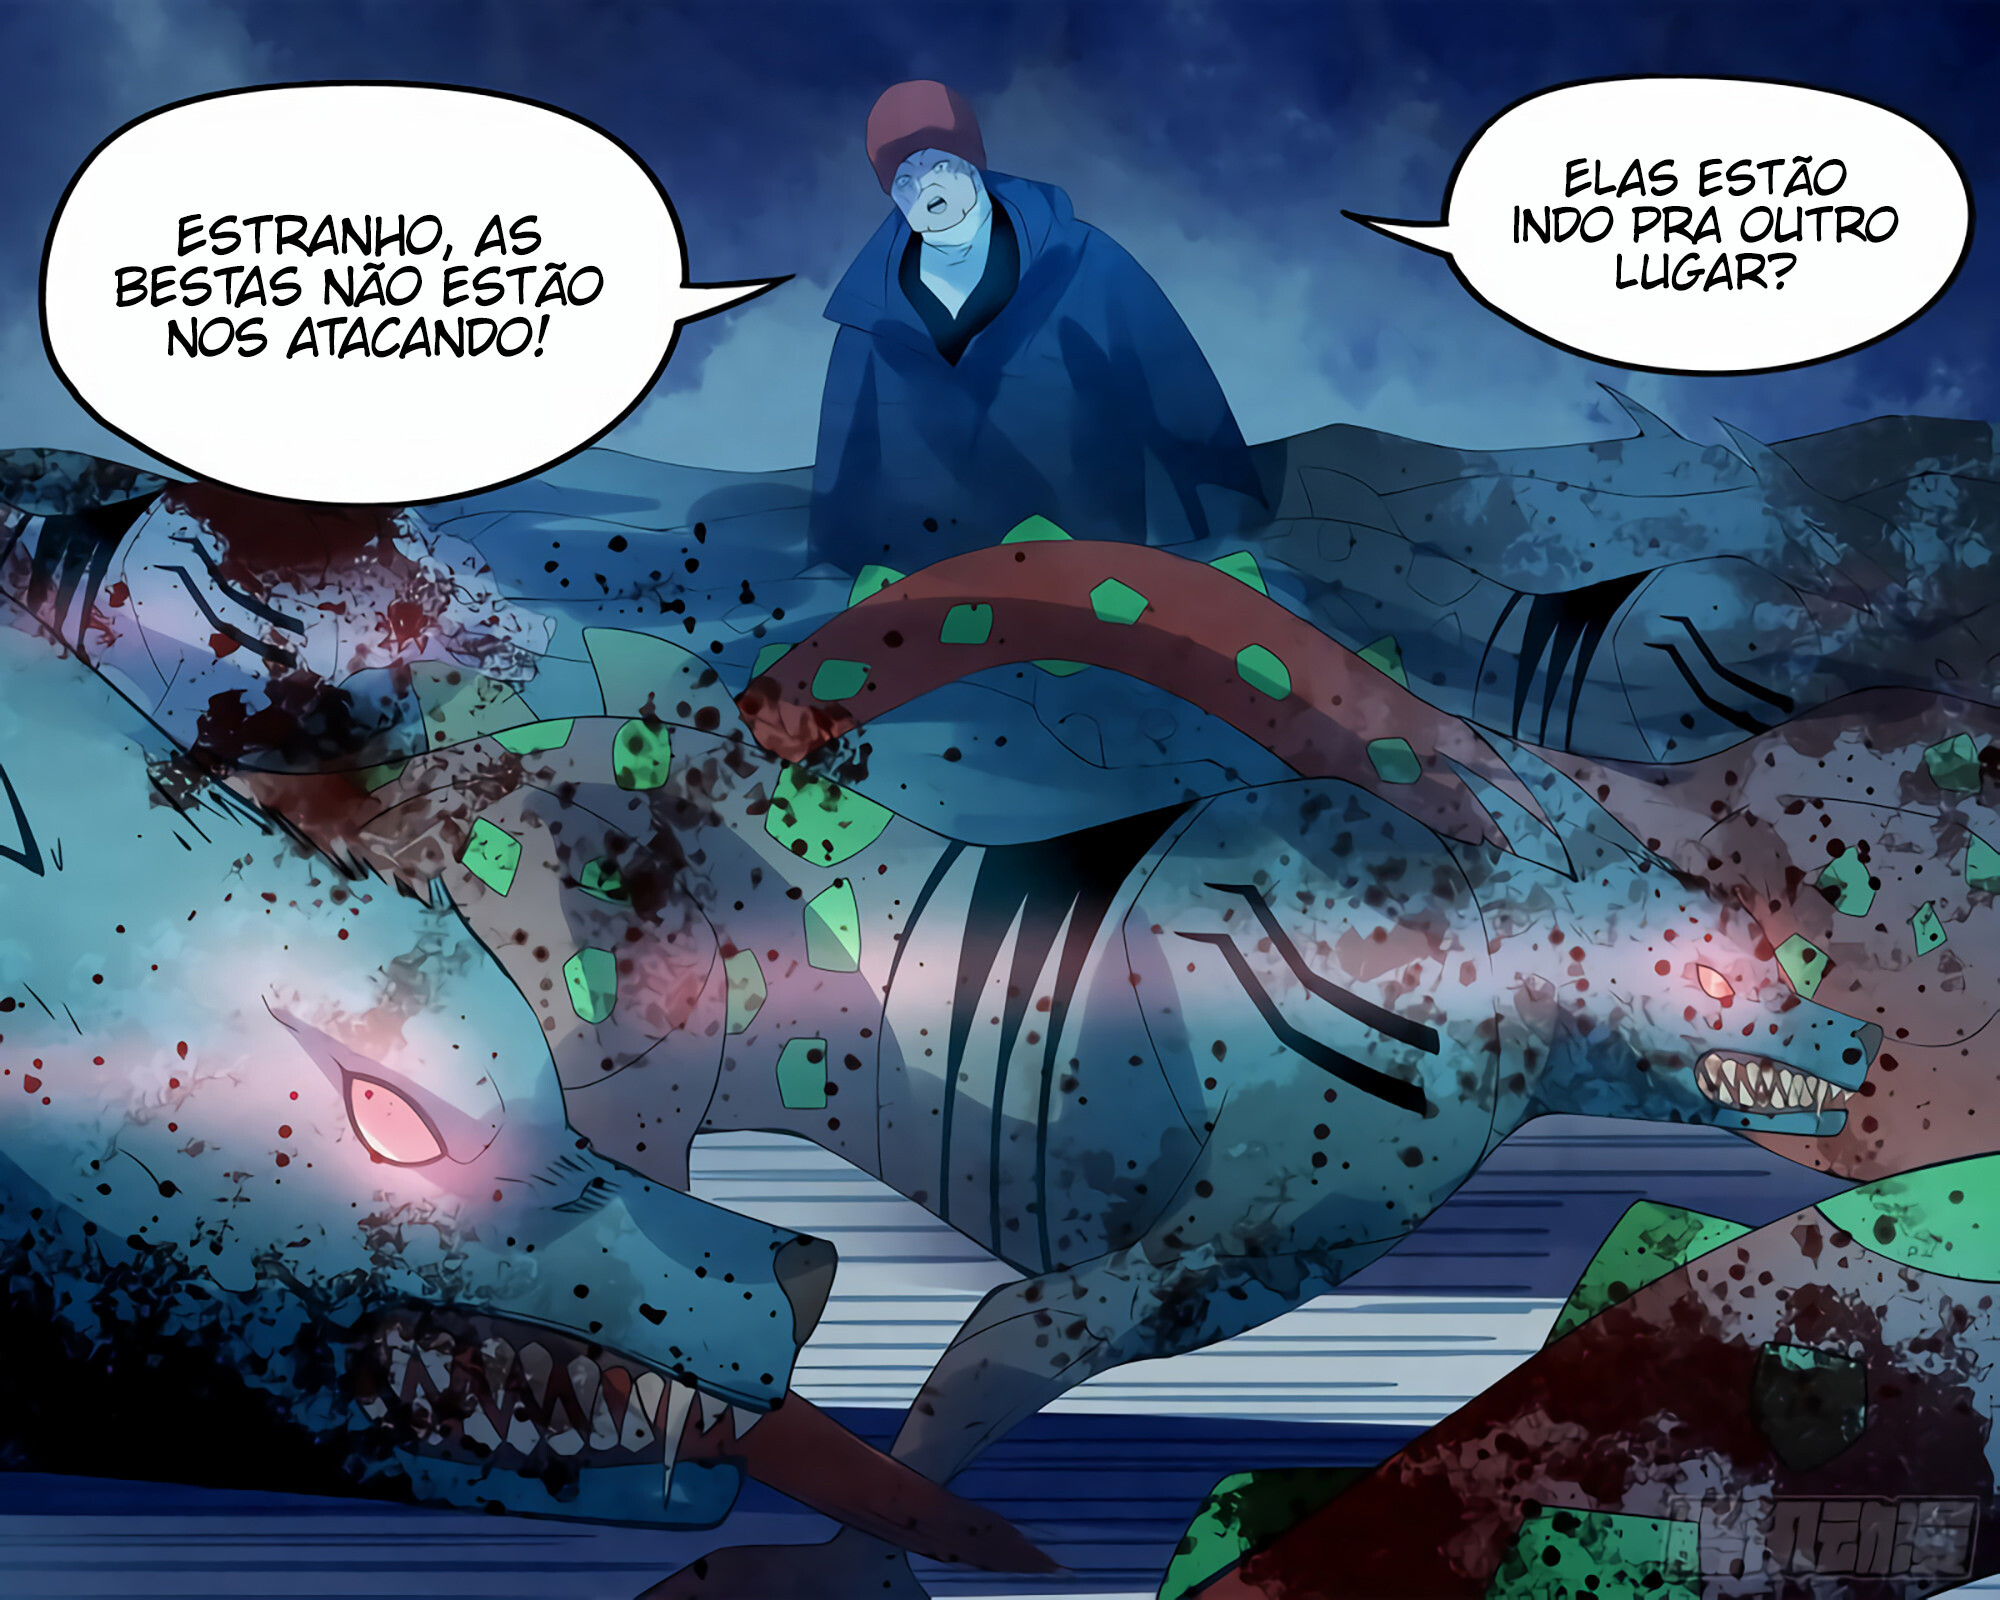 ESTRANHO, AS
BESTAS NÃO ESTÃO
NOS ATACANDO!
ELAS ESTÃO
INDO PRA OUTRO
LUGAR?